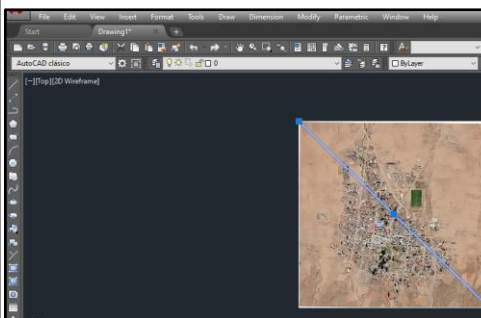 File Edit View Insert Format Tools Draw Dimension Modify Parametric Window Help
Start Drawing1*
AutoCAD clásico 0 ByLayer
[−][Top][2D Wireframe]